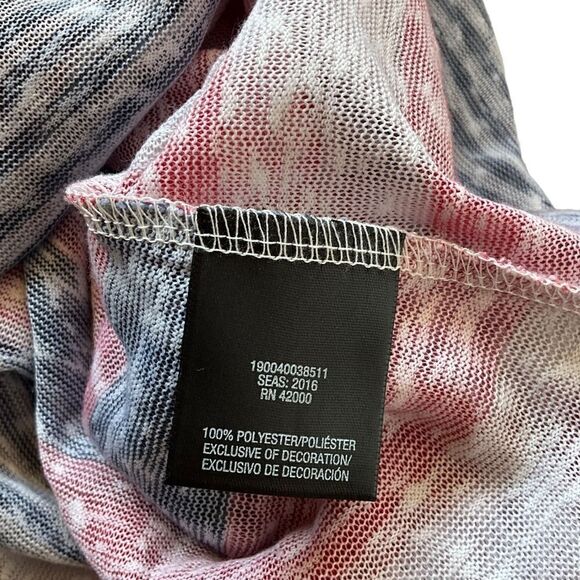 190040038511
SEAS: 2016
RN 42000
100% POLYESTER/POLIÉSTER
EXCLUSIVE OF DECORATION/
EXCLUSIVO DE DECORACIÓN/